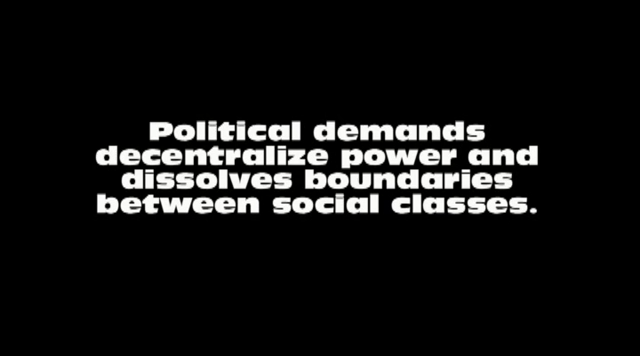 Political demands
decentralize power and
dissolves boundaries
between social classes.